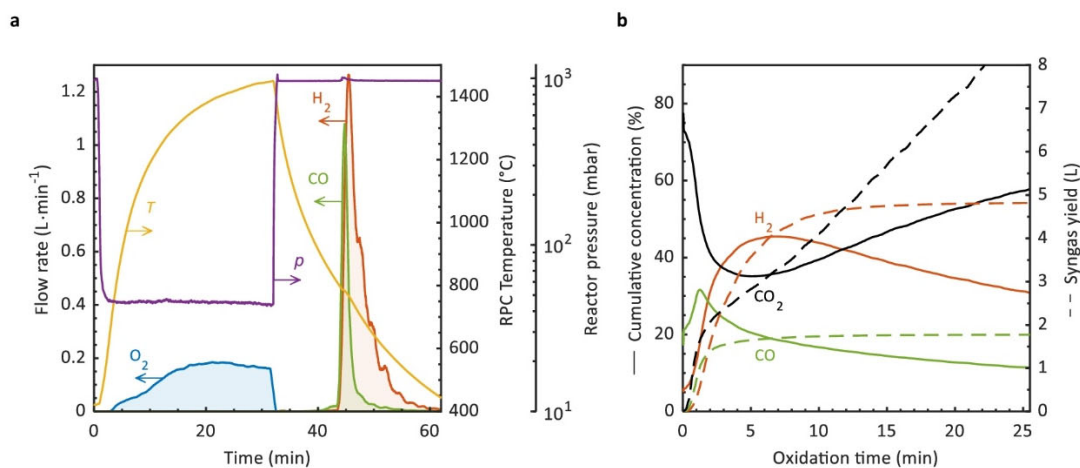 a
Flow rate (L·min⁻¹)
1.2
1
0.8
0.6
0.4
0.2
0
0
20
40
60
Time (min)
T
p
O₂
H₂
CO
1400
1200
1000
800
600
400
RPC Temperature (°C)
10³
10²
10¹
Reactor pressure (mbar)
b
— Cumulative concentration (%)
80
60
40
20
0
0
5
10
15
20
25
Oxidation time (min)
H₂
CO₂
CO
8
7
6
5
4
3
2
1
0
– – Syngas yield (L)